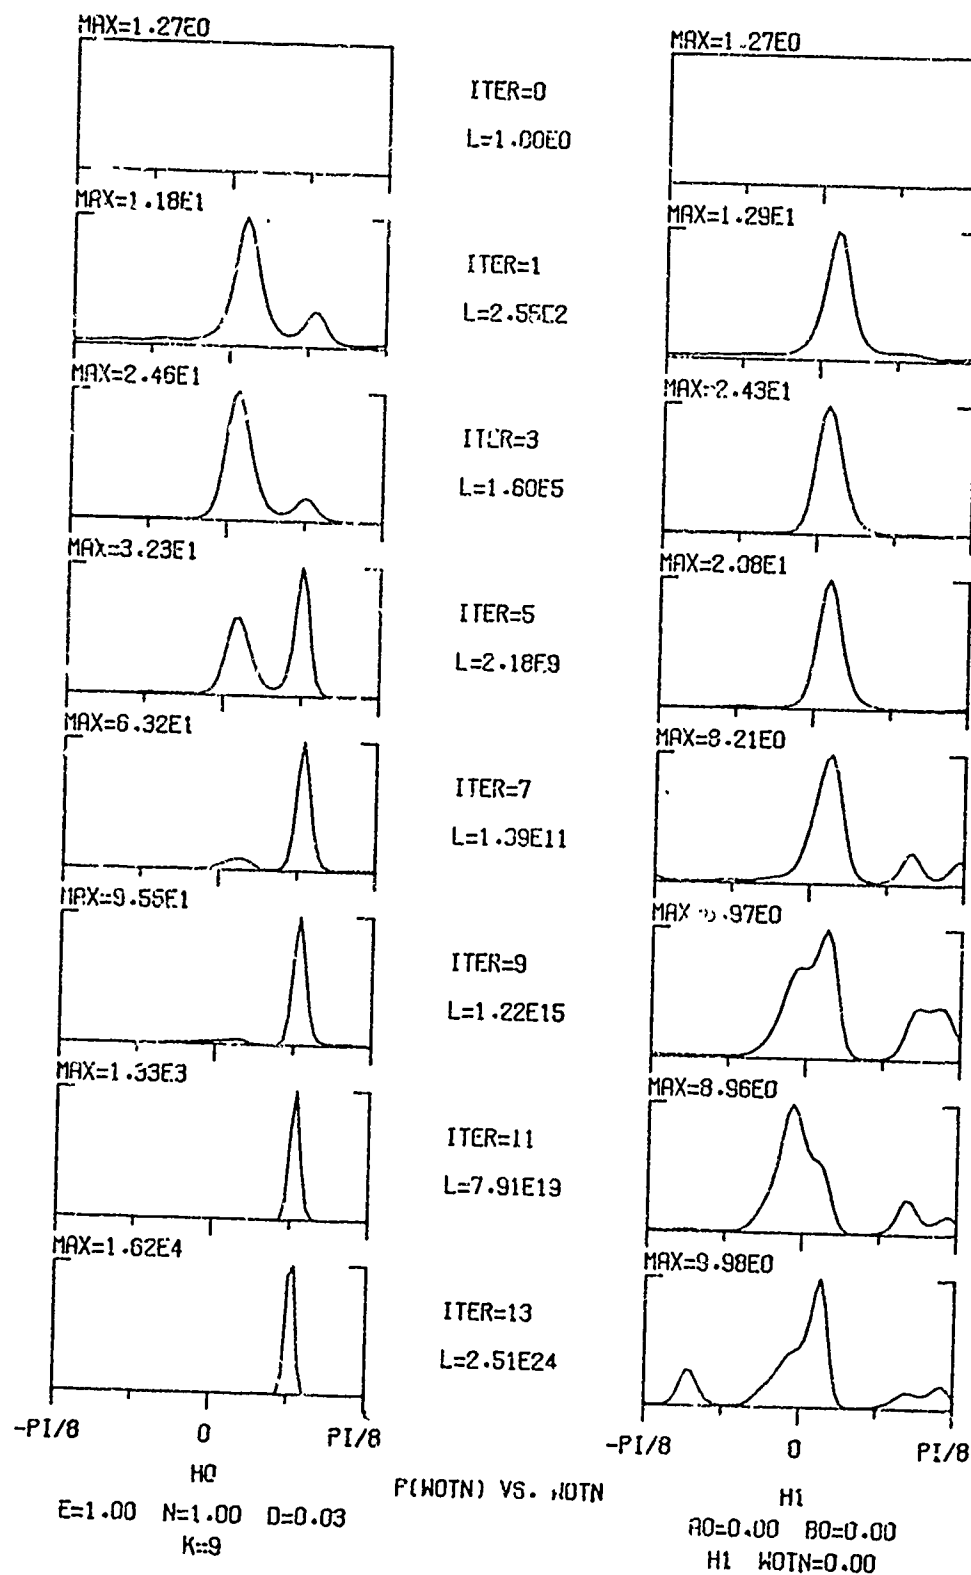 MAX=1.27E0
MAX=1.27E0
ITER=0
L=1.00E0
MAX=1.18E1
MAX=1.29E1
ITER=1
MAX=2.46E1
MAX=2.43E1
ITER=3
L=1.60E5
MAX=3.23E1
MAX=2.08E1
ITER=5
L=2.18E9
MAX=6.32E1
MAX=8.21E0
ITER=7
L=1.39E11
MAX=9.55E1
MAX
ITER=9
L=1.22E15
MAX=1.33E3
MAX=8.96E0
ITER=11
L=7.91E19
MAX=1.62E4
MAX=9.98E0
ITER=13
L=2.51E24
-PI/8 0 PI/8
-PI/8 0 PI/8
H0
P(WOTN) VS. WOTN
H1
E=1.00 N=1.00 D=0.03
A0=0.00 B0=0.00
K=9
H1 WOTN=0.00